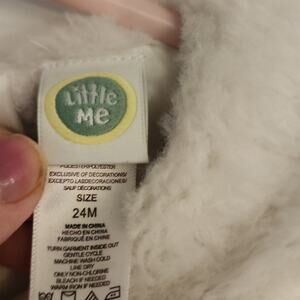 Little
Me
POLYESTER/POLYESTER
EXCLUSIVE OF DECORATIONS/
EXCEPTO LAS DECORACIONES/
SAUF DÉCORATIONS
SIZE
24M
MADE IN CHINA
HECHO EN CHINA
FABRIQUÉ EN CHINE
TURN GARMENT INSIDE OUT
GENTLE CYCLE
MACHINE WASH COLD
LINE DRY
ONLY NON-CHLORINE
BLEACH IF NEEDED
WARM IRON IF NEEDED